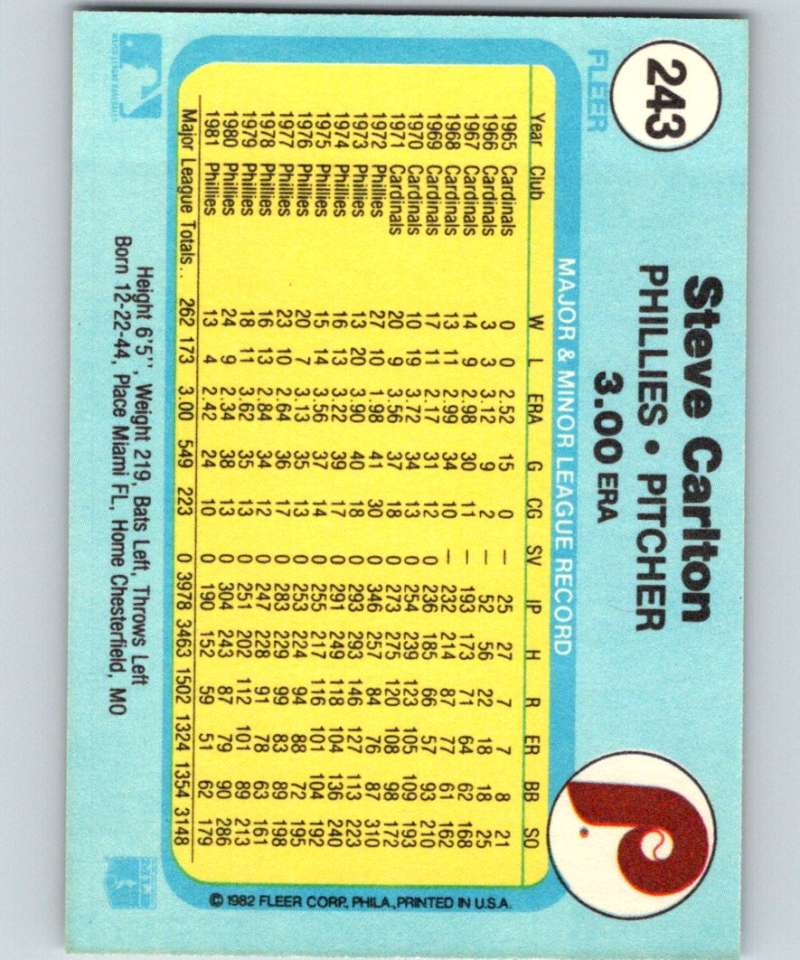 243
FLEER
Steve Carlton
PHILLIES • PITCHER
3.00 ERA
MAJOR & MINOR LEAGUE RECORD
Year Club W L ERA G CG SV IP H R ER BB SO
1965 Cardinals 0 0 2.52 15 0 — 25 27 7 7 8 21
1966 Cardinals 3 3 3.12 9 2 — 52 56 22 18 18 25
1967 Cardinals 14 9 2.98 30 11 — 193 173 71 64 62 168
1968 Cardinals 13 11 2.99 34 10 — 232 214 87 77 61 162
1969 Cardinals 17 11 2.17 31 12 0 236 185 66 57 93 210
1970 Cardinals 10 19 3.72 34 13 0 254 239 123 105 109 193
1971 Cardinals 20 9 3.56 37 18 0 273 275 120 108 98 172
1972 Phillies 27 10 1.98 41 30 0 346 257 84 76 87 310
1973 Phillies 13 20 3.90 40 18 0 293 293 146 127 113 223
1974 Phillies 16 13 3.22 39 17 0 291 249 118 104 136 240
1975 Phillies 15 14 3.56 37 14 0 255 217 116 101 104 192
1976 Phillies 20 7 3.13 35 13 0 253 224 94 88 72 195
1977 Phillies 23 10 2.64 36 17 0 283 229 99 83 89 198
1978 Phillies 16 13 2.84 34 12 0 247 228 91 78 63 161
1979 Phillies 18 11 3.62 35 13 0 251 202 112 101 89 213
1980 Phillies 24 9 2.34 38 13 0 304 243 87 79 90 286
1981 Phillies 13 4 2.42 24 10 0 190 152 59 51 62 179
Major League Totals.. 262 173 3.00 549 223 0 3978 3463 1502 1324 1354 3148
© 1982 FLEER CORP. PHILA., PRINTED IN U.S.A.
Height 6'5'', Weight 219, Bats Left, Throws Left
Born 12-22-44, Place Miami FL, Home Chesterfield, MO